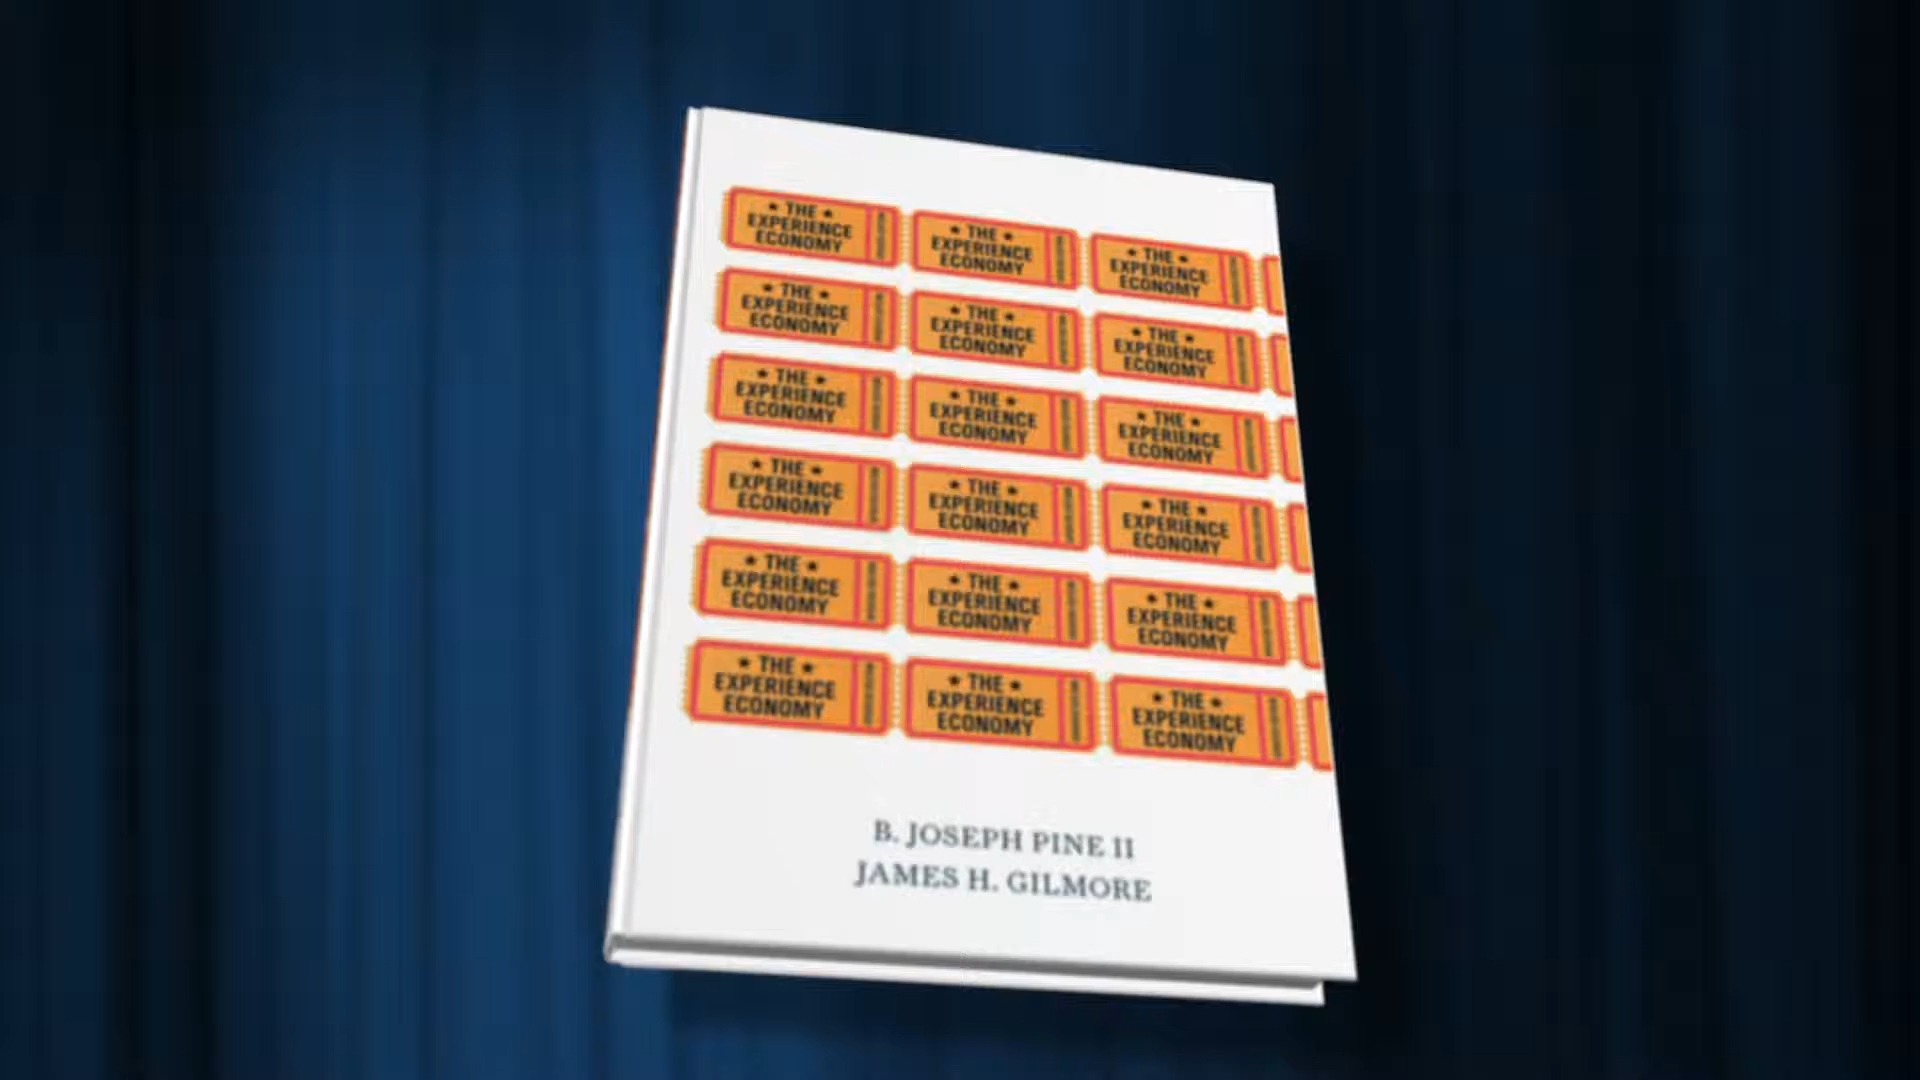 ★ THE ★ ★ THE ★ ★ THE ★
EXPERIENCE EXPERIENCE EXPERIENCE
ECONOMY ECONOMY ECONOMY
★ THE ★ ★ THE ★ ★ THE ★
EXPERIENCE EXPERIENCE EXPERIENCE
ECONOMY ECONOMY ECONOMY
★ THE ★ ★ THE ★ ★ THE ★
EXPERIENCE EXPERIENCE EXPERIENCE
ECONOMY ECONOMY ECONOMY
★ THE ★ ★ THE ★ ★ THE ★
EXPERIENCE EXPERIENCE EXPERIENCE
ECONOMY ECONOMY ECONOMY
★ THE ★ ★ THE ★ ★ THE ★
EXPERIENCE EXPERIENCE EXPERIENCE
ECONOMY ECONOMY ECONOMY
★ THE ★ ★ THE ★ ★ THE ★
EXPERIENCE EXPERIENCE EXPERIENCE
ECONOMY ECONOMY ECONOMY
B. JOSEPH PINE II
JAMES H. GILMORE